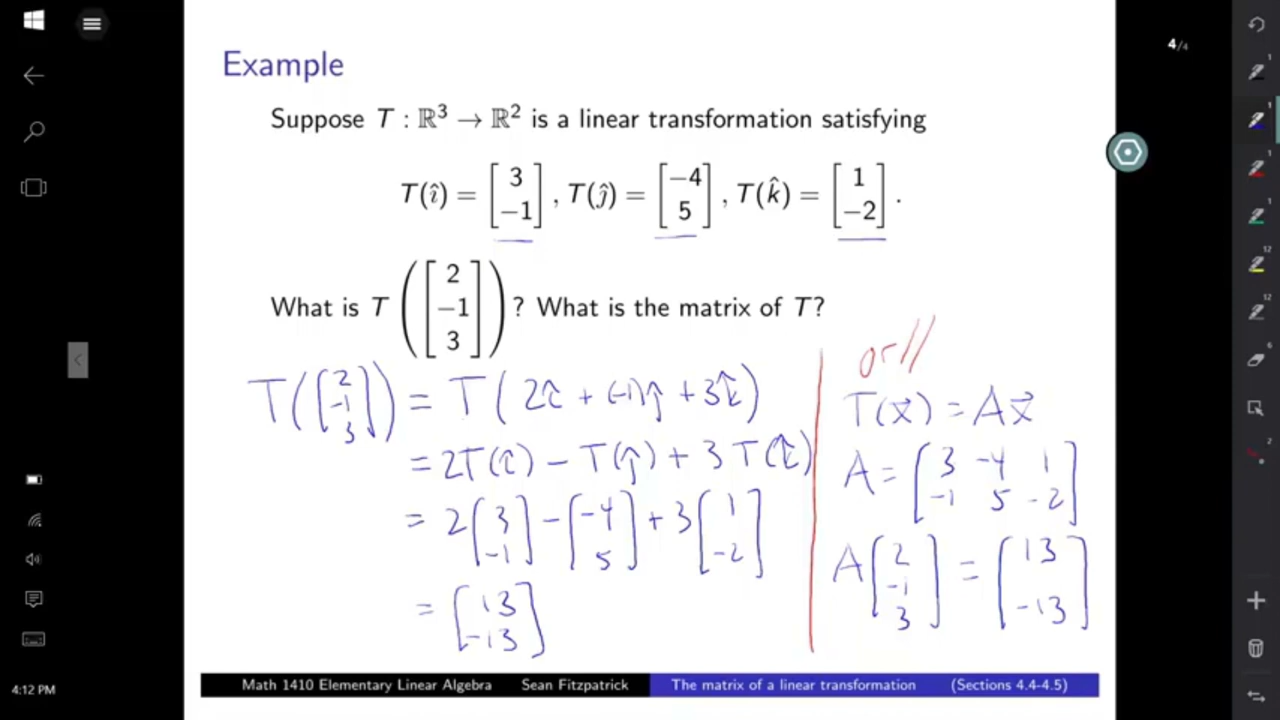 4/4
Example
Suppose T : ℝ³ → ℝ² is a linear transformation satisfying
T(î) = [3 -1], T(ĵ) = [-4 5], T(k̂) = [1 -2].
What is T([2 -1 3])? What is the matrix of T?
T([2 -1 3]) = T(2î + (-1)ĵ + 3k̂)
= 2T(î) - T(ĵ) + 3T(k̂)
= 2[3 -1] - [-4 5] + 3[1 -2]
= [13 -13]
or//
T(x⃗) = Ax⃗
A = [3 -4 1 -1 5 -2]
A[2 -1 3] = [13 -13]
Math 1410 Elementary Linear Algebra Sean Fitzpatrick The matrix of a linear transformation (Sections 4.4-4.5)
4:12 PM